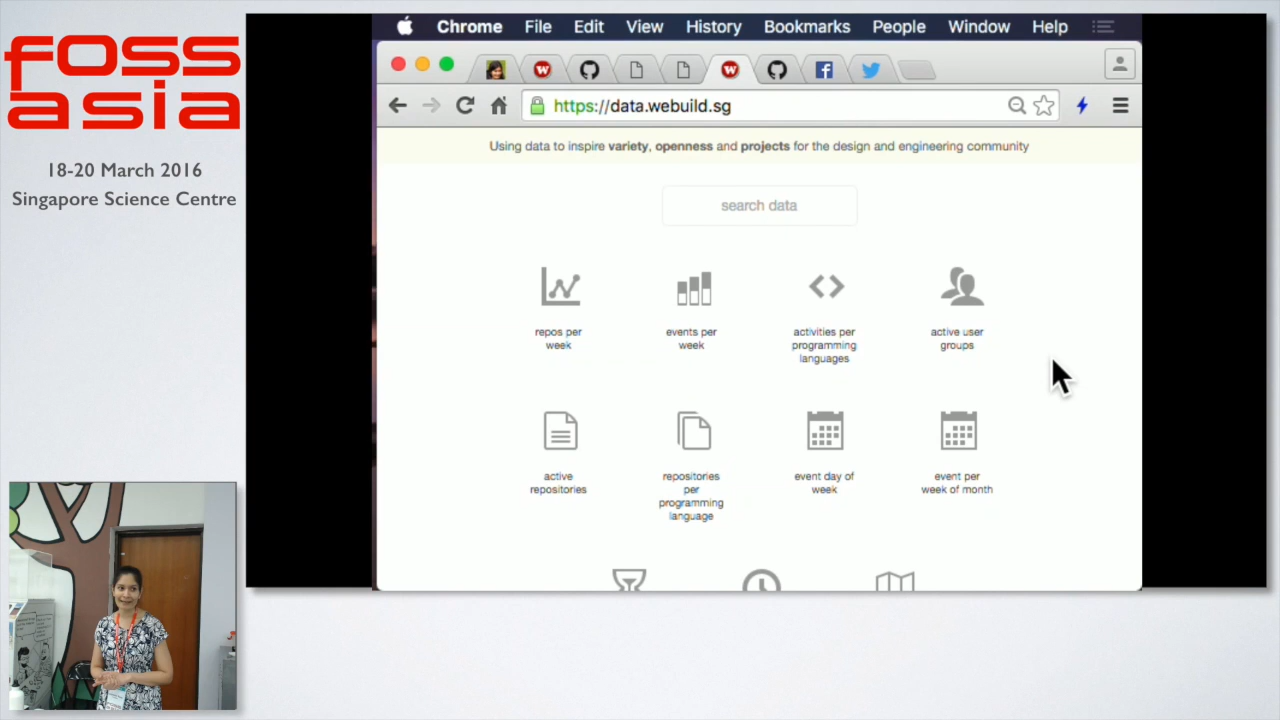 foss
asia
18-20 March 2016
Singapore Science Centre
Chrome File Edit View History Bookmarks People Window Help
https://data.webuild.sg
Using data to inspire variety, openness and projects for the design and engineering community
search data
repos per
week
events per
week
activities per
programming
languages
active user
groups
active
repositories
repositories
per
programming
language
event day of
week
event per
week of month